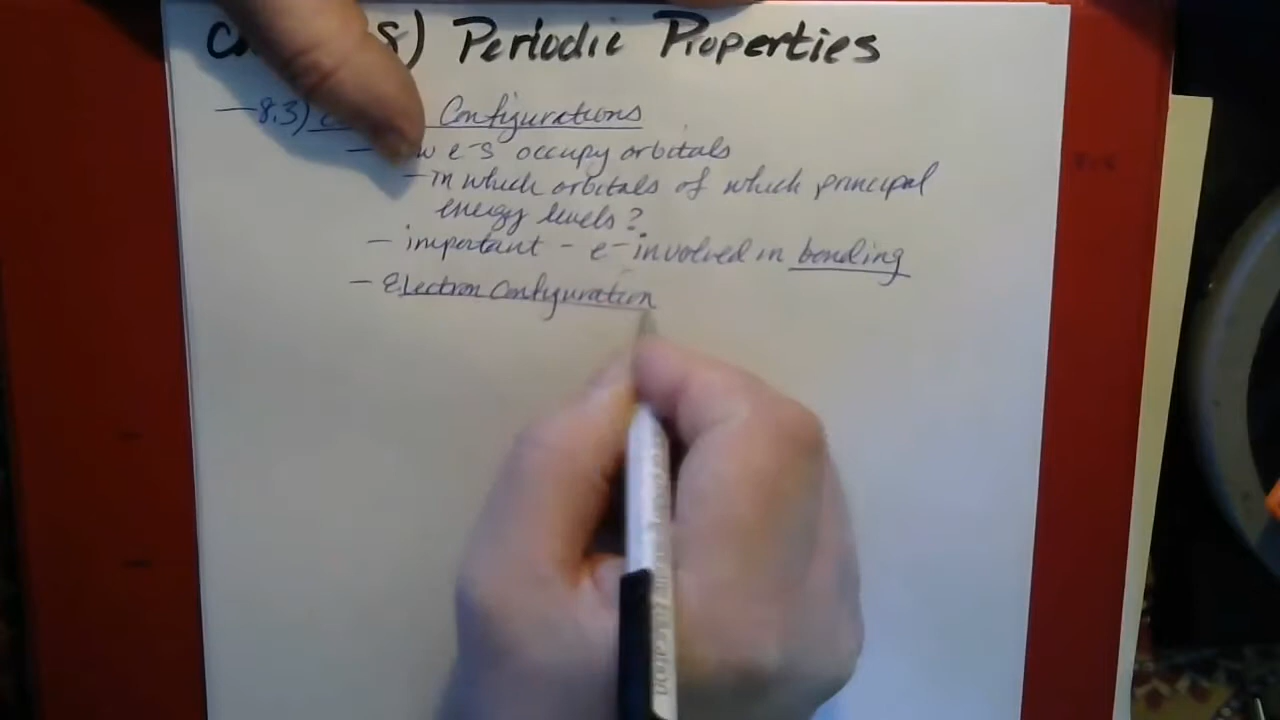 8) Periodic Properties
—8.3) Configurations
— e-s occupy orbitals
—in which orbitals of which principal
energy levels?
— important - e- involved in bonding
— Electron Configuration